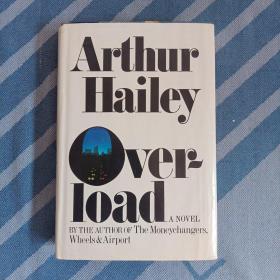 Arthur
Hailey
Over-
load
A NOVEL
BY THE AUTHOR OF The Moneychangers,
Wheels & Airport